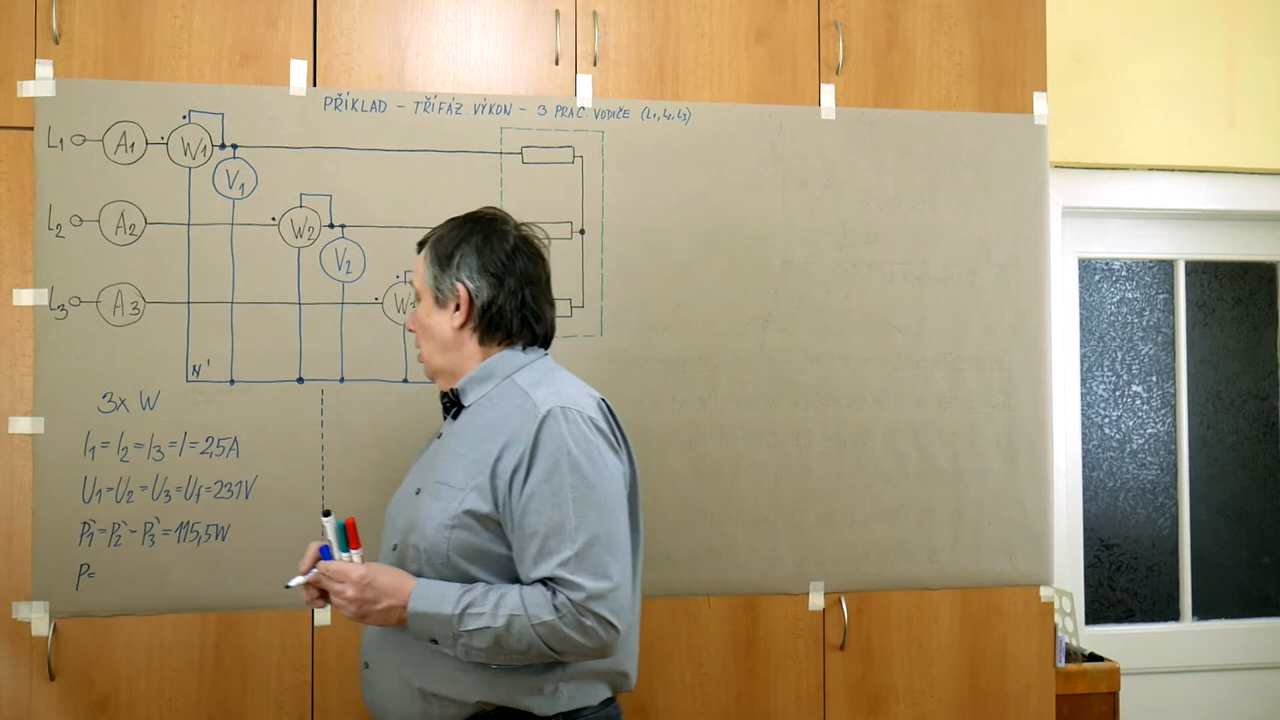 PŘÍKLAD - TŘÍFÁZ. VÝKON - 3 PRAC. VODIČE (L1, L2, L3)
L1 A1 W1
V1
L2 A2 W2
V2
L3 A3 W
N'
3x W
I1 = I2 = I3 = I = 2,5A
U1 = U2 = U3 = Uf = 231V
P1` = P2` = P3` = 115,5W
P=